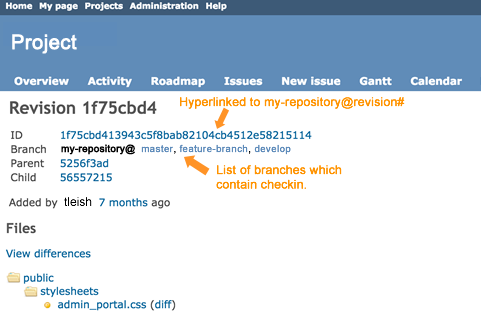 Home My page Projects Administration Help
Project
Overview Activity Roadmap Issues New issue Gantt Calendar
Revision 1f75cbd4
Hyperlinked to my-repository@revision#
ID 1f75cbd413943c5f8bab82104cb4512e58215114
Branch my-repository@ master, feature-branch, develop
Parent 5256f3ad
List of branches which
Child 56557215
contain checkin.
Added by tleish 7 months ago
Files
View differences
public
stylesheets
admin_portal.css (diff)